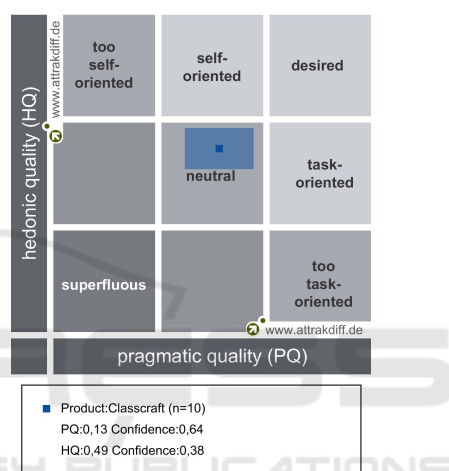 www.attrakdiff.de
hedonic quality (HQ)
too
self-
oriented
self-
oriented
desired
neutral
task-
oriented
superfluous
too
task-
oriented
www.attrakdiff.de
pragmatic quality (PQ)
Product:Classcraft (n=10)
PQ:0,13 Confidence:0,64
HQ:0,49 Confidence:0,38
PUBLICATIONS